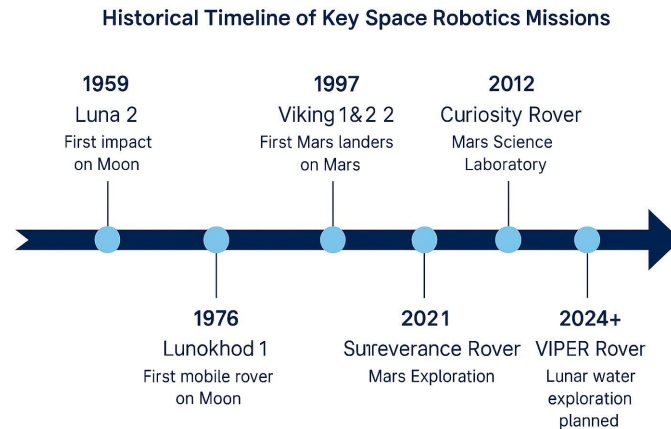 Historical Timeline of Key Space Robotics Missions
1959
Luna 2
First impact
on Moon
1976
Lunokhod 1
First mobile rover
on Moon
1997
Viking 1&2 2
First Mars landers
on Mars
2021
Sureverance Rover
Mars Exploration
2012
Curiosity Rover
Mars Science
Laboratory
2024+
VIPER Rover
Lunar water
exploration
planned